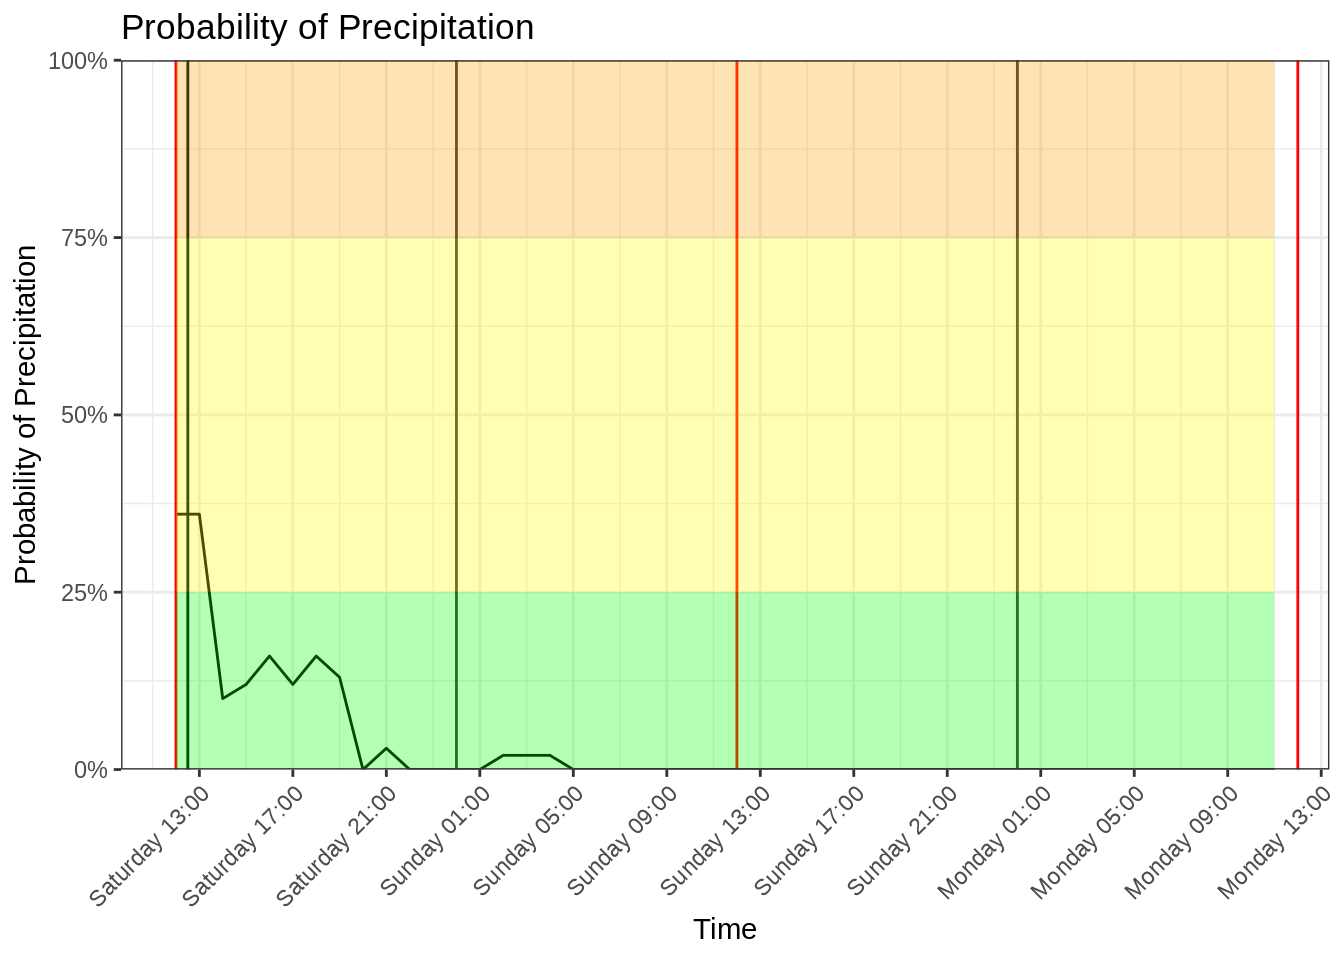 Probability of Precipitation
Probability of Precipitation
100%
75%
50%
25%
0%
Saturday 13:00
Saturday 17:00
Saturday 21:00
Sunday 01:00
Sunday 05:00
Sunday 09:00
Sunday 13:00
Sunday 17:00
Sunday 21:00
Monday 01:00
Monday 05:00
Monday 09:00
Monday 13:00
Time